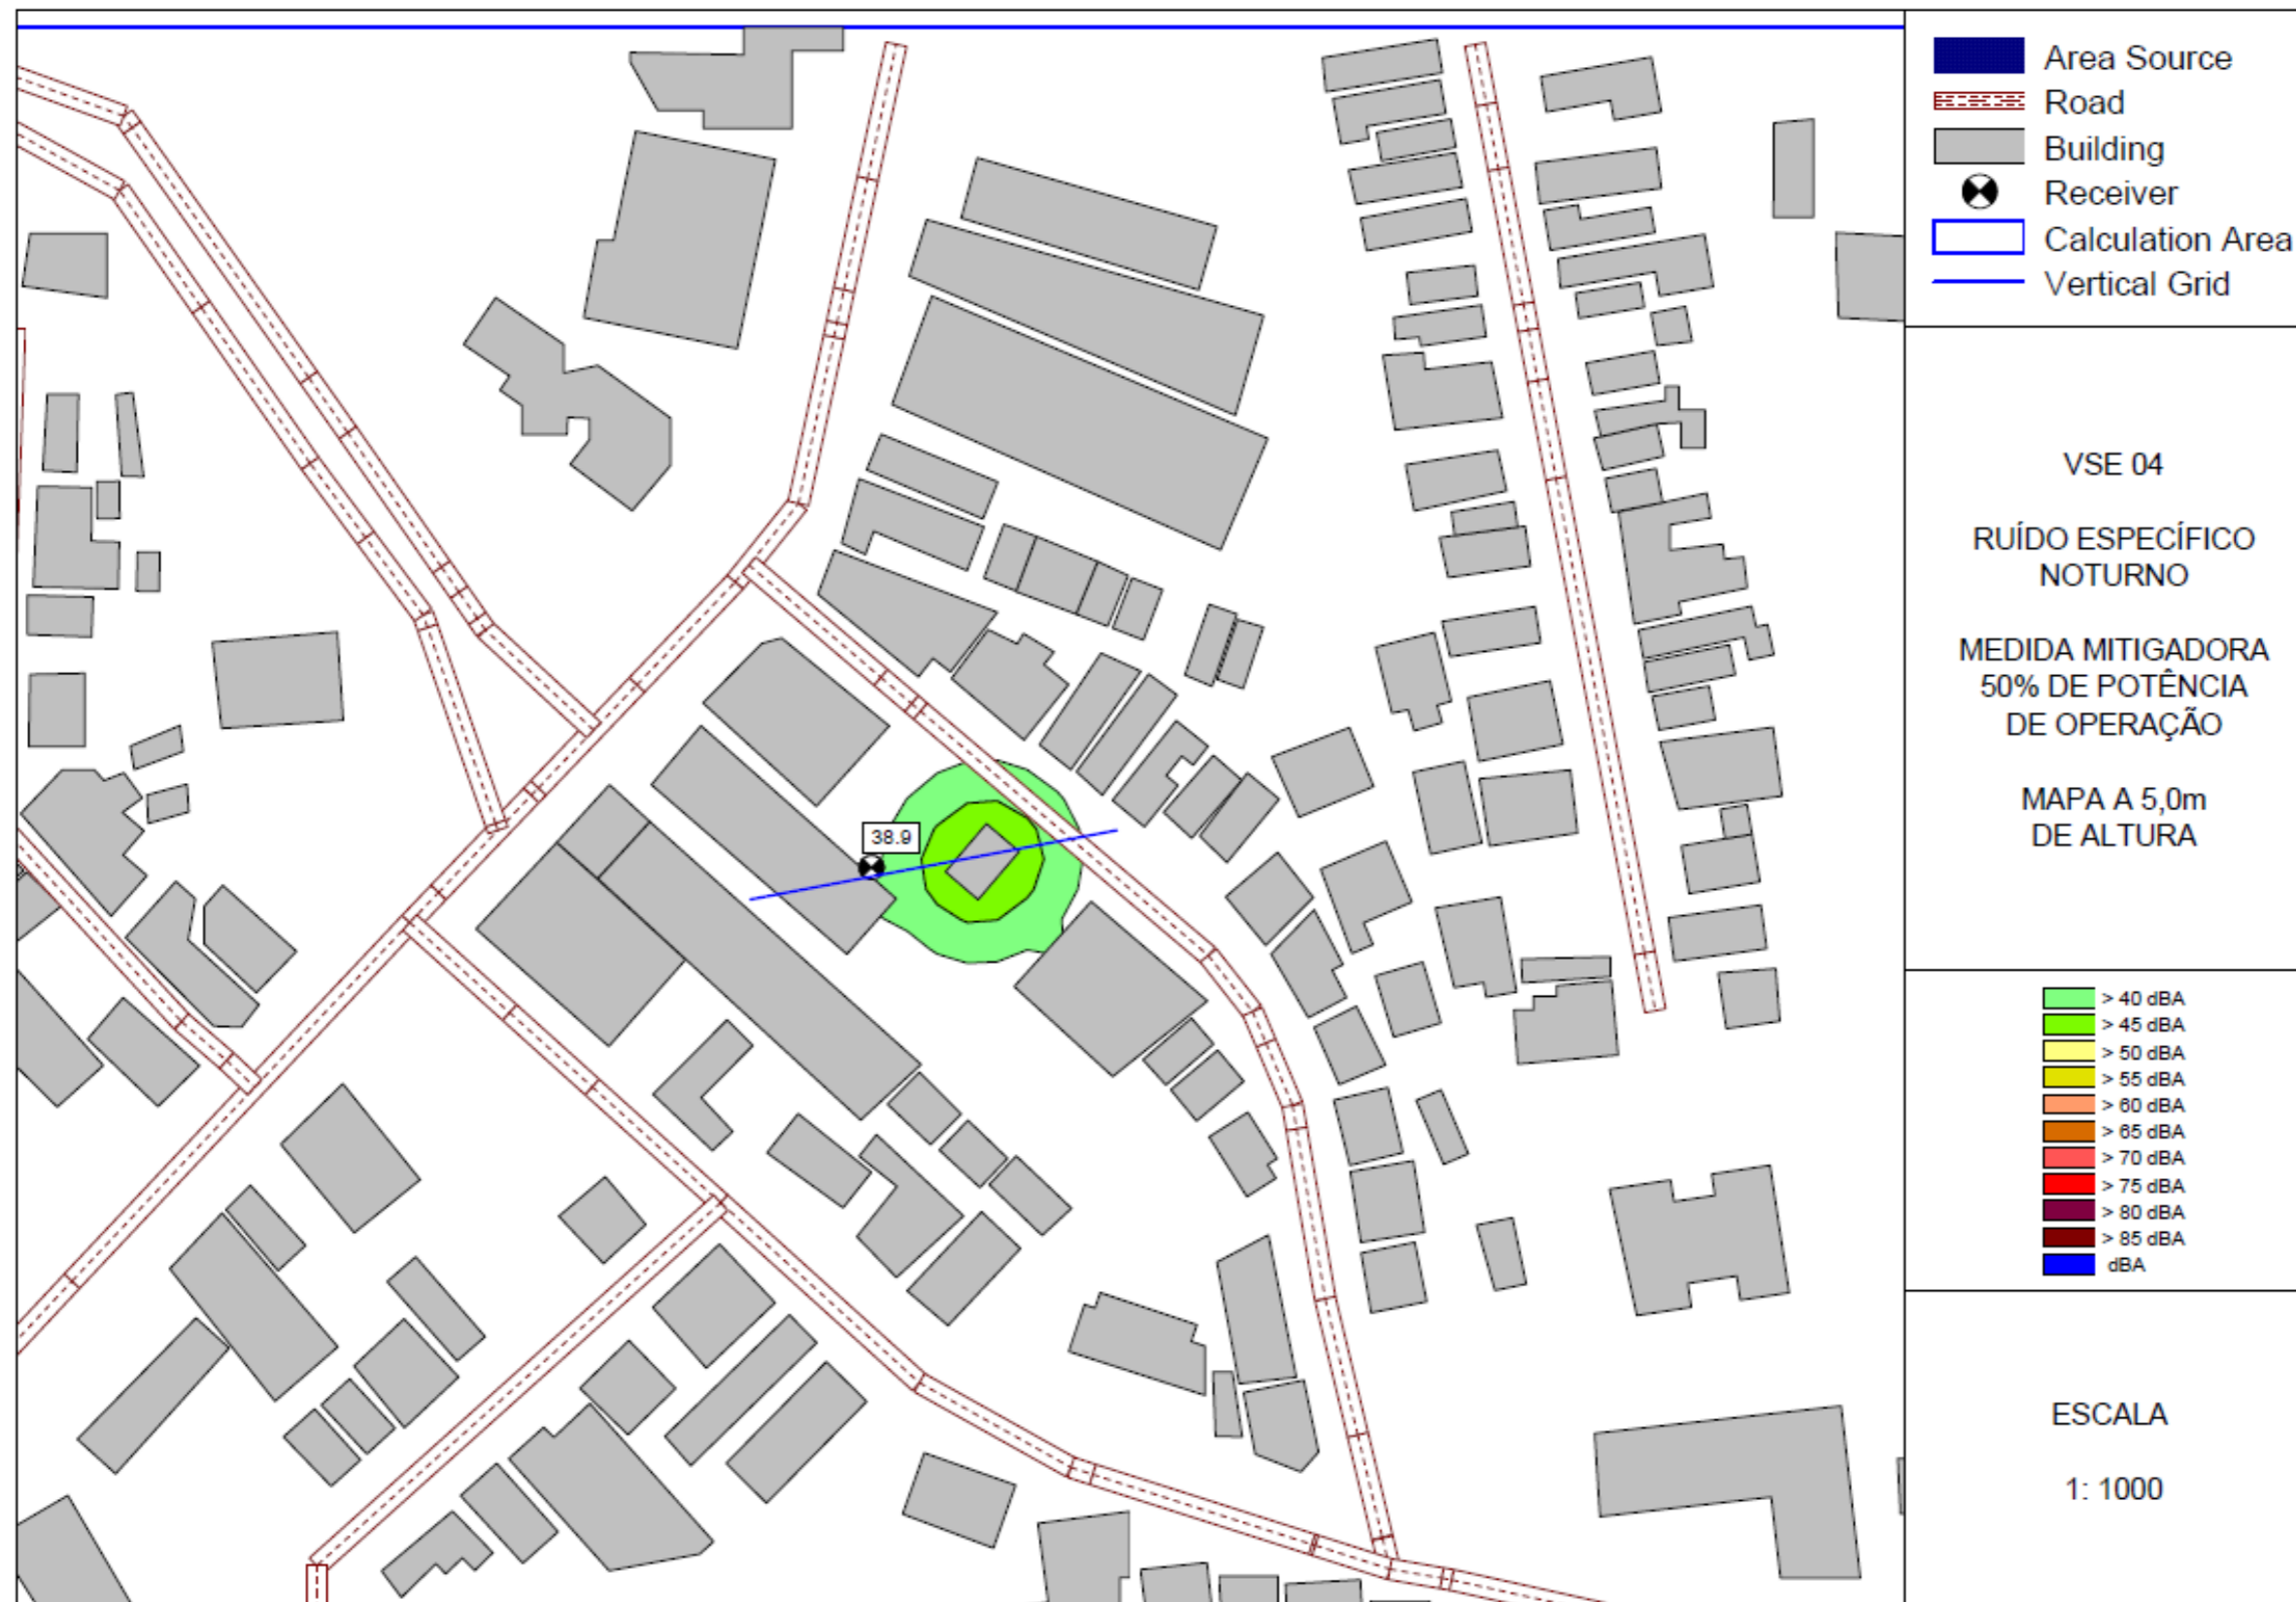 Area Source
Road
Building
Receiver
Calculation Area
Vertical Grid
VSE 04
RUÍDO ESPECÍFICO
NOTURNO
MEDIDA MITIGADORA
50% DE POTÊNCIA
DE OPERAÇÃO
MAPA A 5,0m
DE ALTURA
38.9
> 40 dBA
> 45 dBA
> 50 dBA
> 55 dBA
> 60 dBA
> 65 dBA
> 70 dBA
> 75 dBA
> 80 dBA
> 85 dBA
dBA
ESCALA
1: 1000